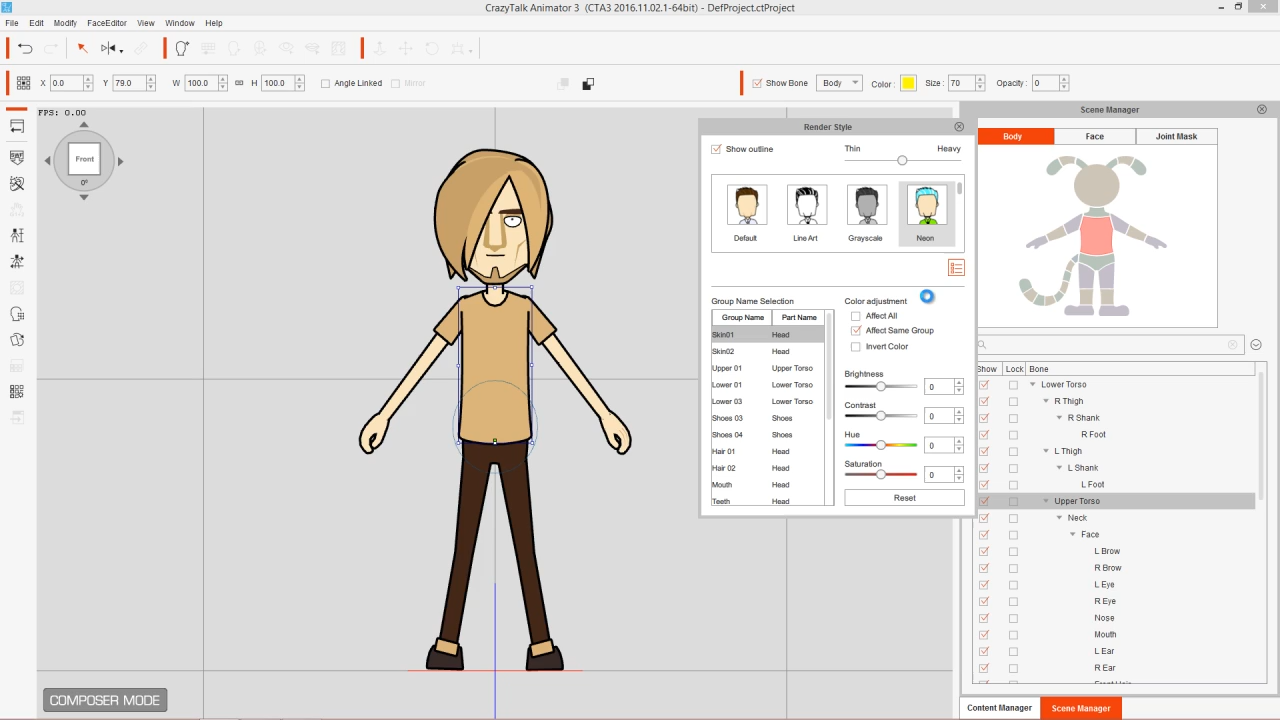 CrazyTalk Animator 3 (CTA3 2016.11.02.1-64bit) - DefProject.ctProject
File Edit Modify FaceEditor View Window Help
X 0.0 Y 79.0 W 100.0 H 100.0 Angle Linked Mirror Show Bone Body Color : Size : 70 Opacity : 0
FPS: 0.00
Front
0°
COMPOSER MODE
Render Style
Show outline Thin Heavy
Default Line Art Grayscale Neon
Group Name Selection
Group Name Part Name
Skin01 Head
Skin02 Head
Upper 01 Upper Torso
Lower 01 Lower Torso
Lower 03 Lower Torso
Shoes 03 Shoes
Shoes 04 Shoes
Hair 01 Head
Hair 02 Head
Mouth Head
Teeth Head
Color adjustment
Affect All
Affect Same Group
Invert Color
Brightness
0
Contrast
0
Hue
0
Saturation
0
Reset
Scene Manager
Body Face Joint Mask
Show Lock Bone
Lower Torso
R Thigh
R Shank
R Foot
L Thigh
L Shank
L Foot
Upper Torso
Neck
Face
L Brow
R Brow
L Eye
R Eye
Nose
Mouth
L Ear
R Ear
Content Manager Scene Manager